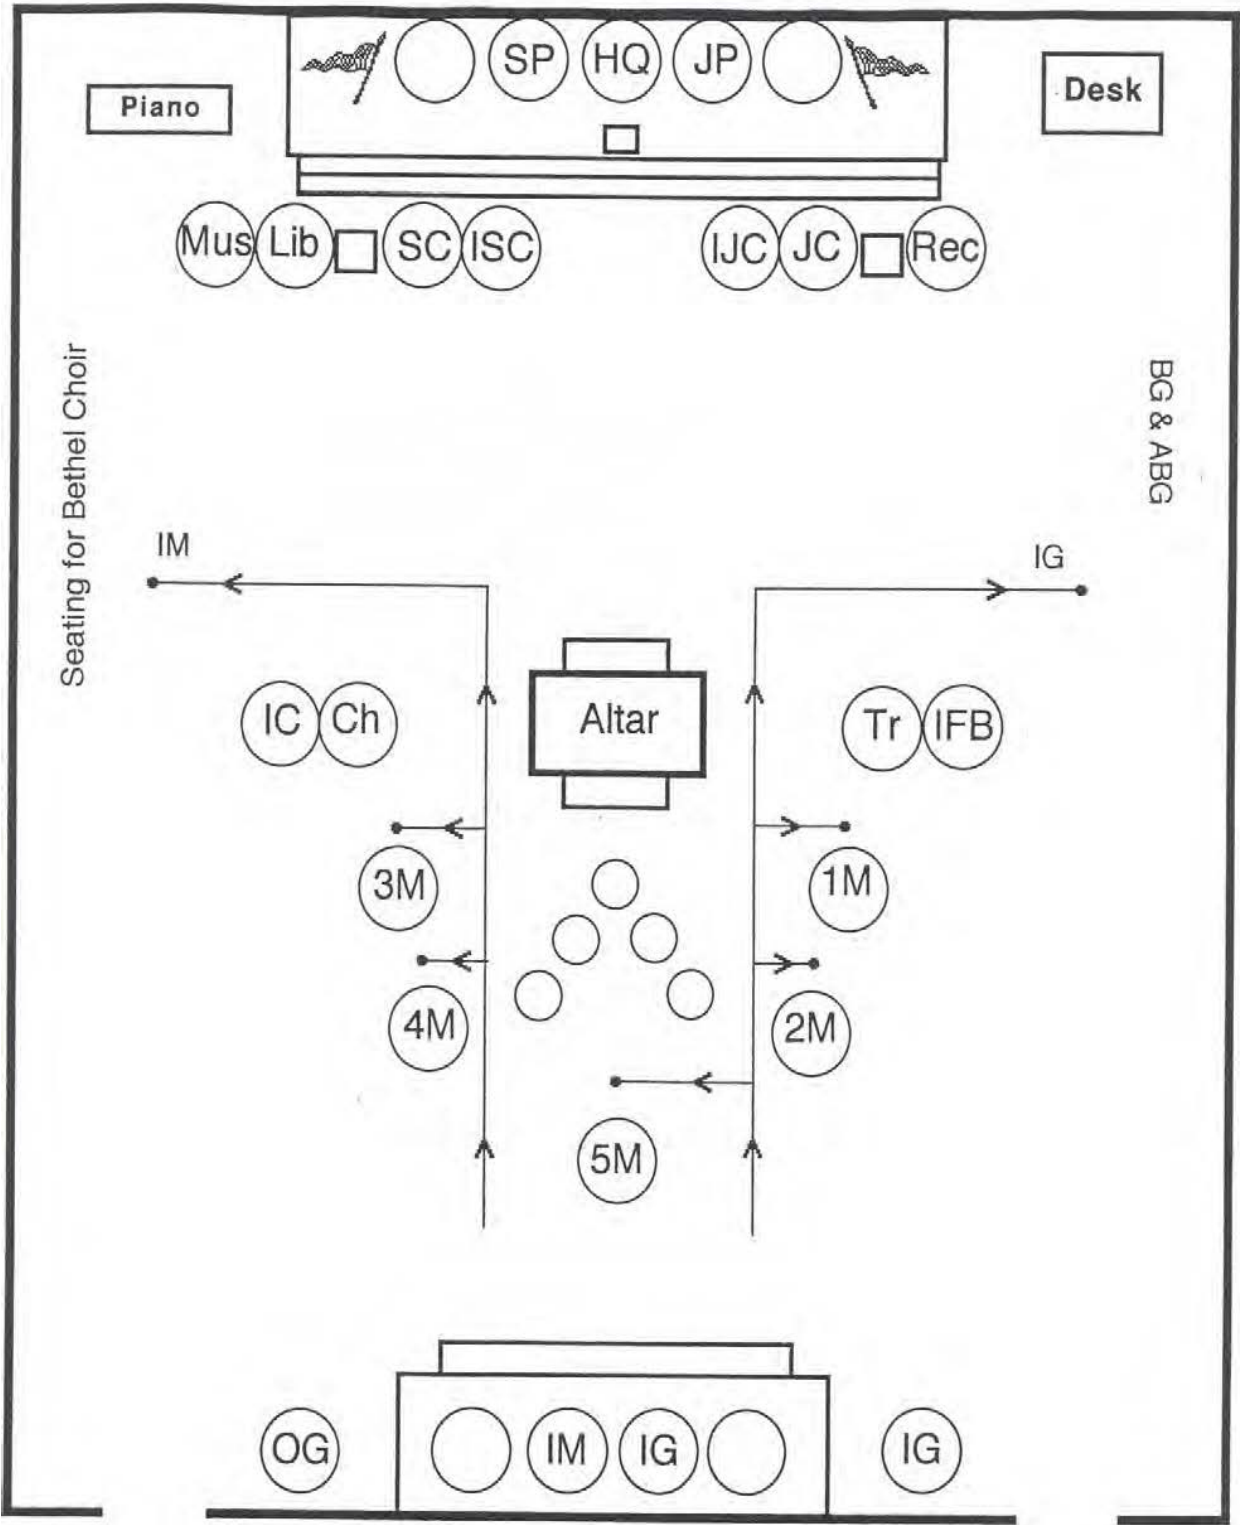 SP HQ JP
Piano
Desk
Mus Lib SC ISC IJC JC Rec
Seating for Bethel Choir
BG & ABG
IM
IG
IC Ch
Altar
Tr IFB
3M
1M
4M
2M
5M
OG
IM IG
IG